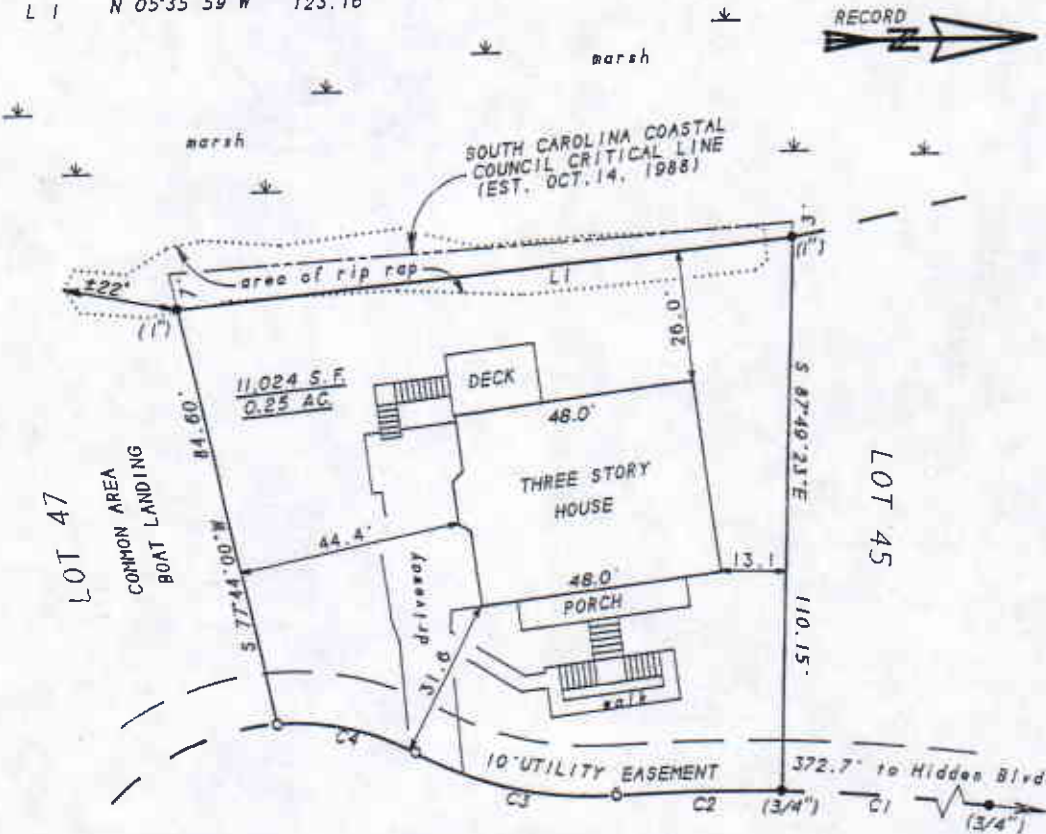 L 1 N 05°35'59"W 123.16'
RECORD
N
marsh
marsh
SOUTH CAROLINA COASTAL
COUNCIL CRITICAL LINE
(EST. OCT. 14, 1988)
3'
(1")
area of rip rap
L1
±22'
7'
(1")
26.0'
11,024 S.F.
0.25 AC.
DECK
48.0'
84.60'
S 87°49'23"E
THREE STORY
HOUSE
LOT 45
LOT 47
COMMON AREA
BOAT LANDING
44.4'
S 77°44'00"W
driveway
48.0'
13.1
PORCH
110.15'
31.6
walk
C4
10' UTILITY EASEMENT
372.7' to Hidden Blvd
C3
C2
(3/4")
C1
(3/4")